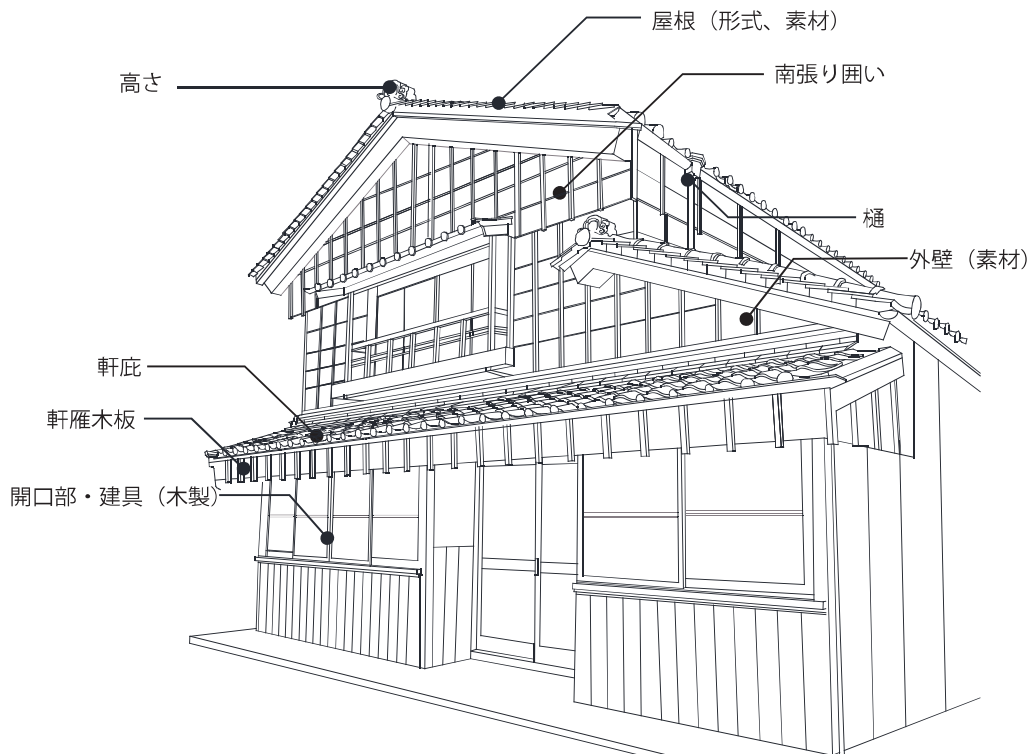 屋根（形式、素材）
南張り囲い
高さ
樋
外壁（素材）
軒庇
軒雁木板
開口部・建具（木製）